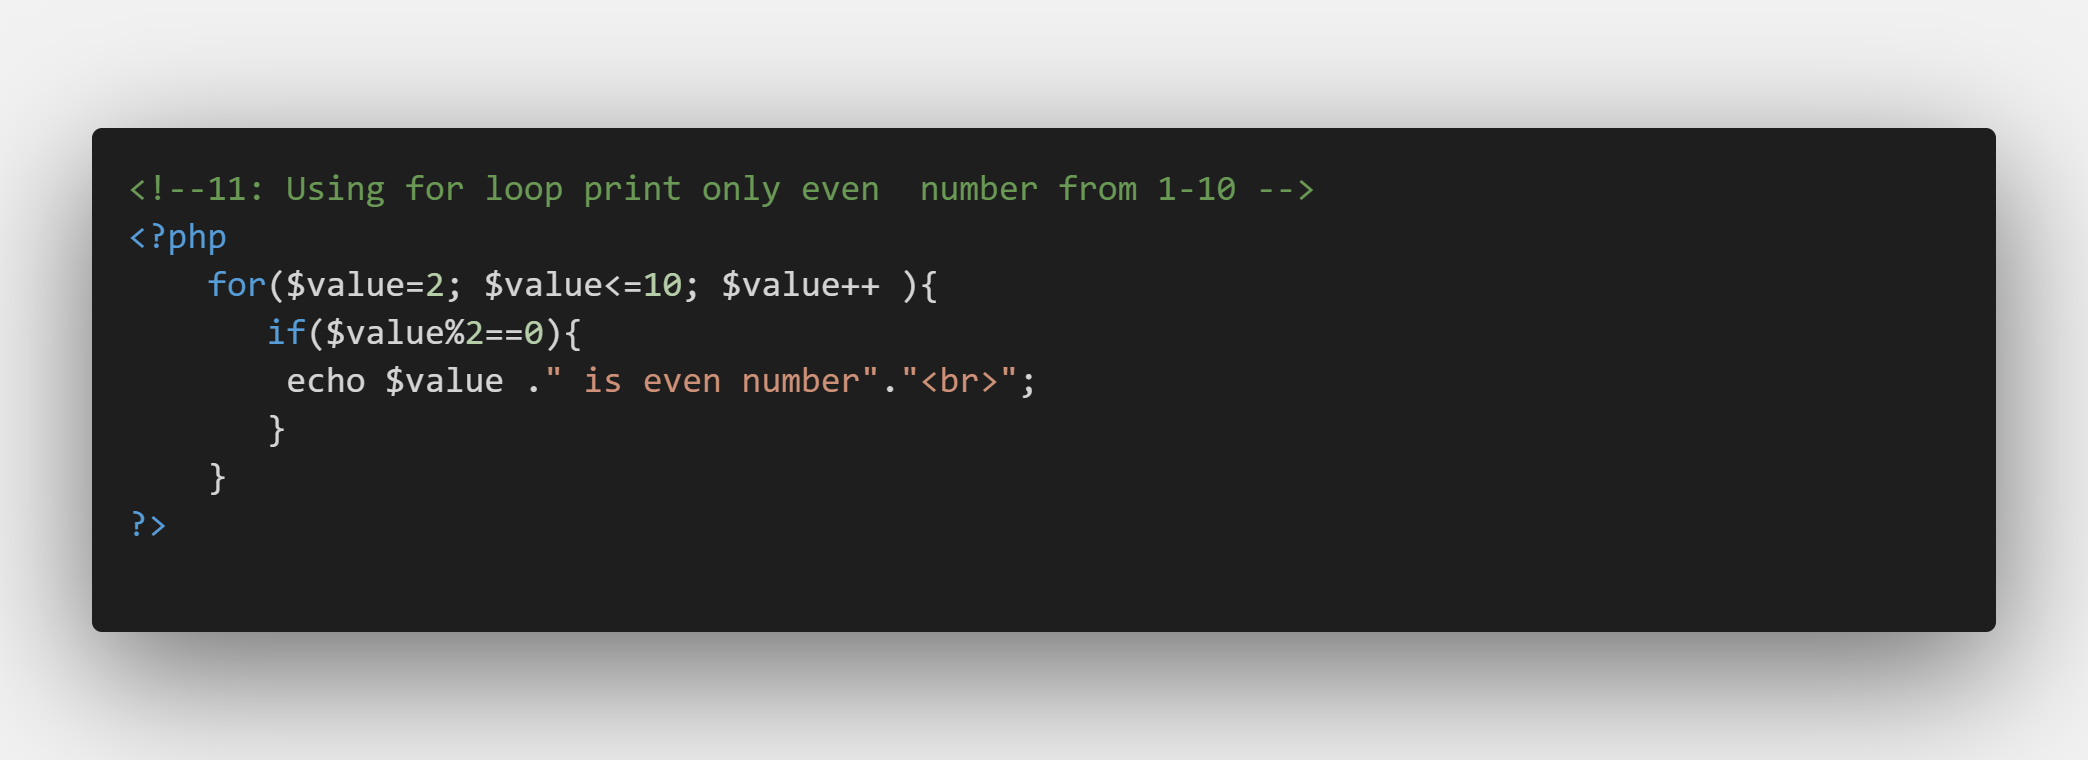 <!--11: Using for loop print only even  number from 1-10 -->
<?php
    for($value=2; $value<=10; $value++ ){
       if($value%2==0){
        echo $value ." is even number"."<br>";
       }
    }
?>